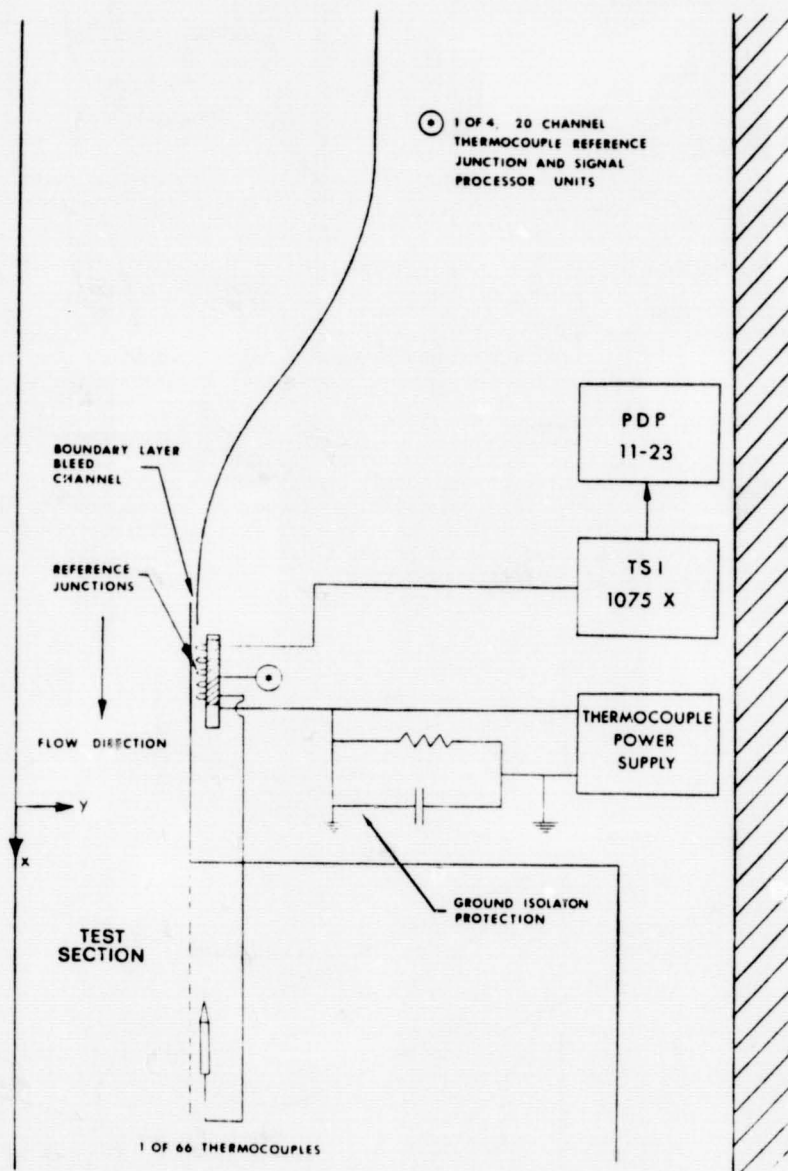 1 OF 4, 20 CHANNEL
THERMOCOUPLE REFERENCE
JUNCTION AND SIGNAL
PROCESSOR UNITS
PDP
11-23
BOUNDARY LAYER
BLEED
CHANNEL
TSI
1075 X
REFERENCE
JUNCTIONS
FLOW DIRECTION
THERMOCOUPLE
POWER
SUPPLY
y
x
GROUND ISOLATON
PROTECTION
TEST
SECTION
1 OF 66 THERMOCOUPLES